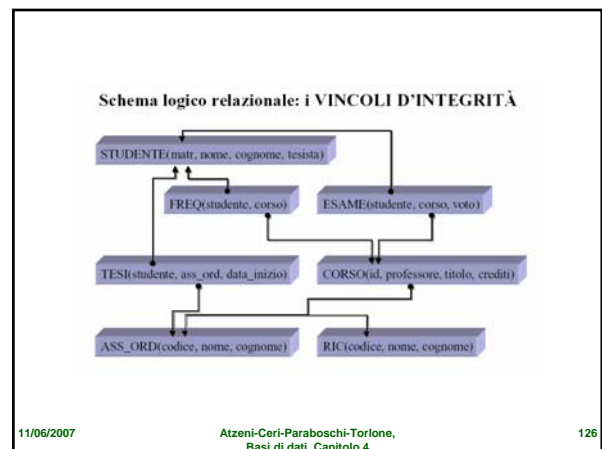 Schema logico relazionale: i VINCOLI D'INTEGRITÀ
STUDENTE(matr, nome, cognome, tesista)
FREQ(studente, corso)
ESAME(studente, corso, voto)
TESI(studente, ass_ord, data_inizio)
CORSO(id, professore, titolo, crediti)
ASS_ORD(codice, nome, cognome)
RIC(codice, nome, cognome)
11/06/2007
Atzeni-Ceri-Paraboschi-Torlone,
Basi di dati, Capitolo 4
126